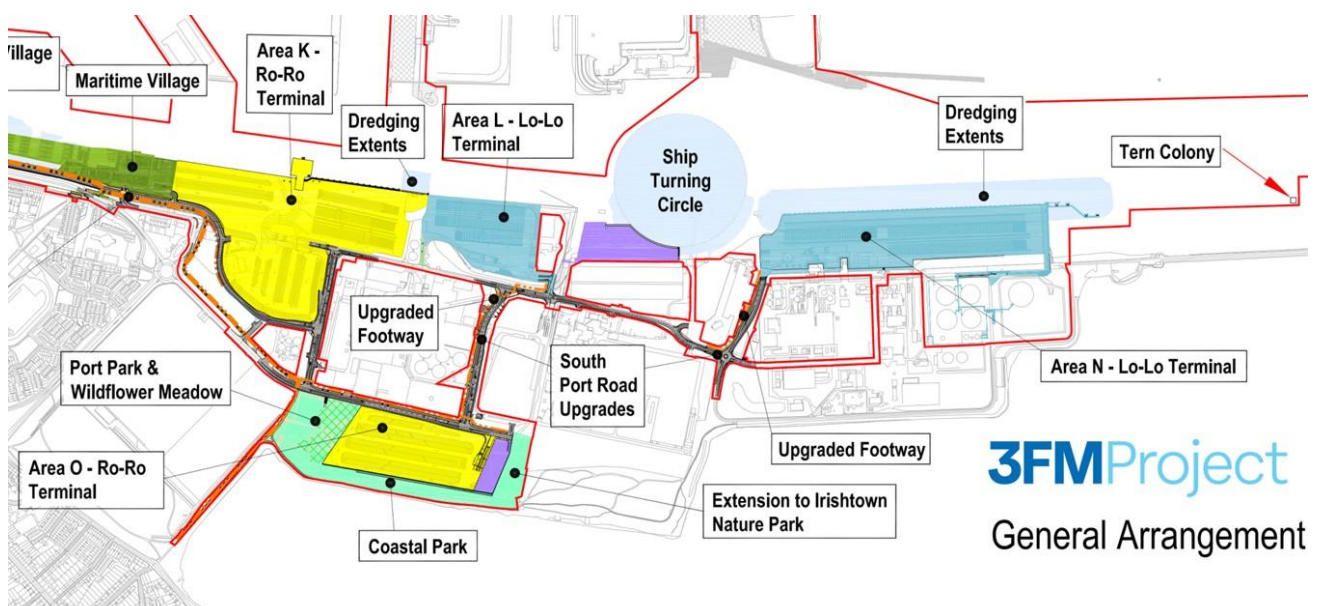 Village
Maritime Village
Area K -
Ro-Ro
Terminal
Dredging
Extents
Area L - Lo-Lo
Terminal
Ship
Turning
Circle
Dredging
Extents
Tern Colony
Upgraded
Footway
South
Port Road
Upgrades
Area N - Lo-Lo Terminal
Port Park &
Wildflower Meadow
Upgraded Footway
Area O - Ro-Ro
Terminal
Extension to Irishtown
Nature Park
Coastal Park
3FMProject
General Arrangement